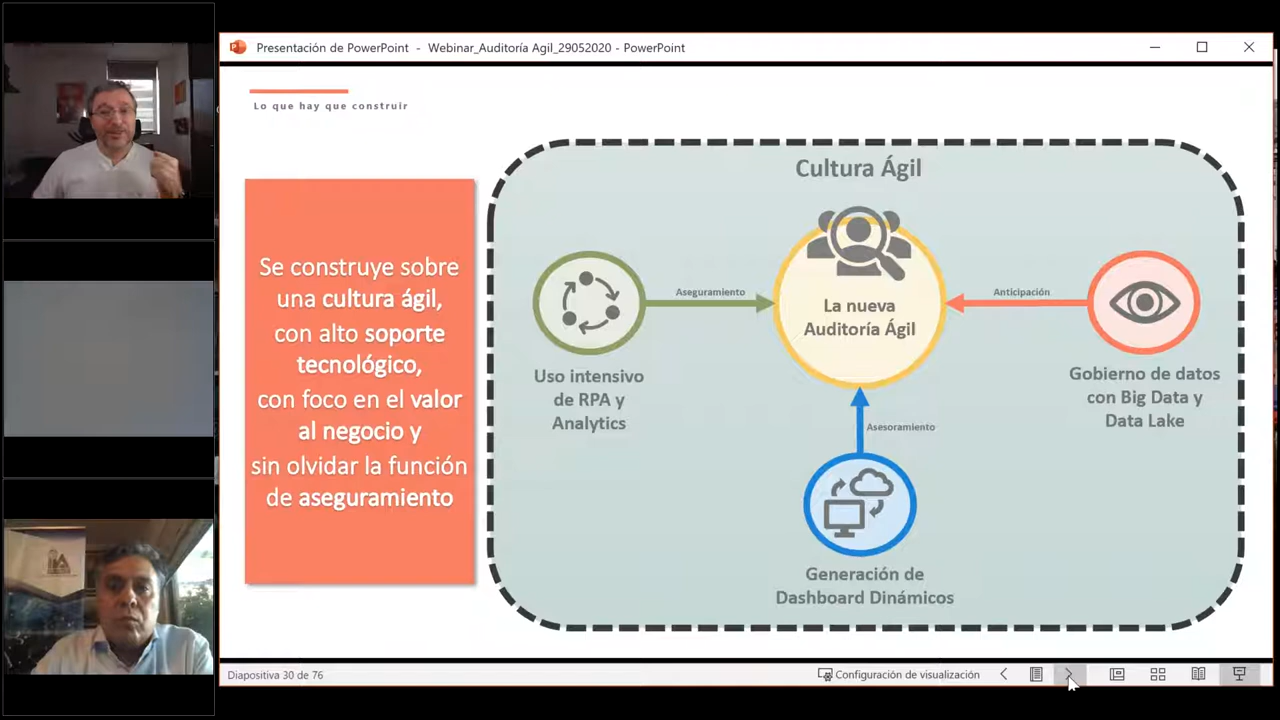 Presentación de PowerPoint - Webinar_Auditoría Agil_29052020 - PowerPoint
Lo que hay que construir
Se construye sobre
una cultura ágil,
con alto soporte
tecnológico,
con foco en el valor
al negocio y
sin olvidar la función
de aseguramiento
Cultura Ágil
Aseguramiento
La nueva
Auditoría Ágil
Anticipación
Uso intensivo
de RPA y
Analytics
Gobierno de datos
con Big Data y
Data Lake
Asesoramiento
Generación de
Dashboard Dinámicos
Diapositiva 30 de 76
Configuración de visualización